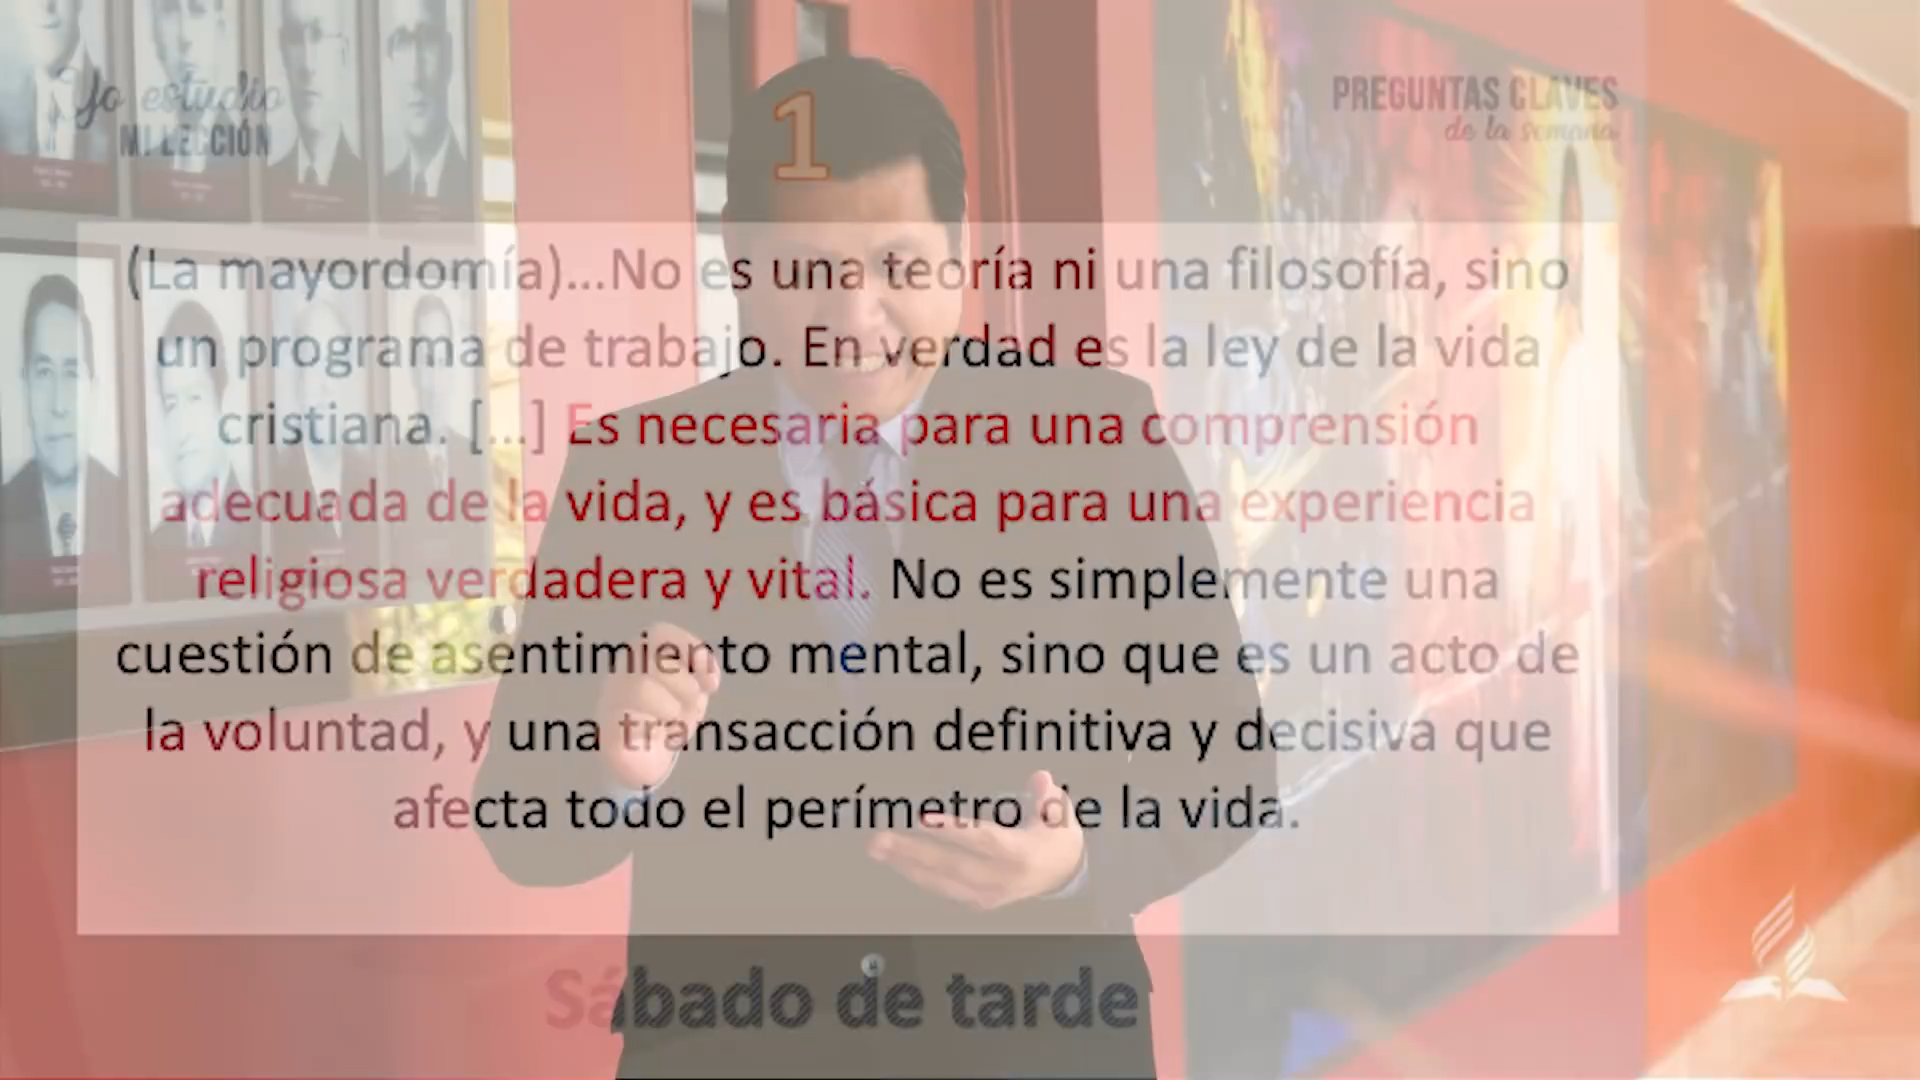 Yo estudio
MI LECCIÓN
1
PREGUNTAS CLAVES
de la semana
(La mayordomía)...No es una teoría ni una filosofía, sino
un programa de trabajo. En verdad es la ley de la vida
cristiana. [...] Es necesaria para una comprensión
adecuada de la vida, y es básica para una experiencia
religiosa verdadera y vital. No es simplemente una
cuestión de asentimiento mental, sino que es un acto de
la voluntad, y una transacción definitiva y decisiva que
afecta todo el perímetro de la vida.
Sábado de tarde